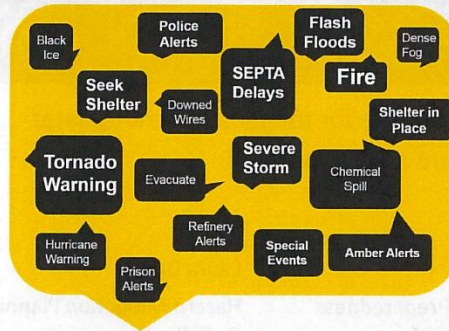 Black
Ice
Police
Alerts
Flash
Floods
Dense
Fog
Seek
Shelter
SEPTA
Delays
Fire
Downed
Wires
Shelter in
Place
Tornado
Warning
Evacuate
Severe
Storm
Chemical
Spill
Hurricane
Warning
Refinery
Alerts
Prison
Alerts
Special
Events
Amber Alerts